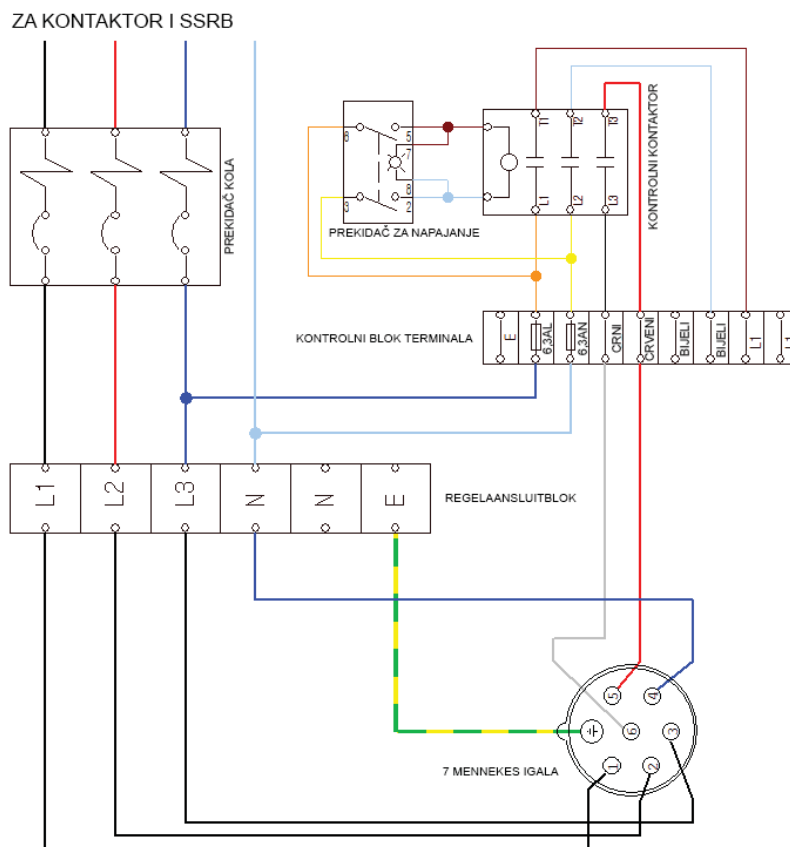 ZA KONTAKTOR I SSRB
PREKIDAČ KOLA
6
5
7
8
3
2
PREKIDAČ ZA NAPAJANJE
T1
T2
T3
L1
L2
L3
KONTROLNI KONTAKTOR
KONTROLNI BLOK TERMINALA
E
6,3AL
6,3AN
CRNI
CRVENI
BIJELI
BIJELI
L1
L1
L1
L2
L3
N
N
E
REGELAANSLUITBLOK
5
4
6
3
1
2
7 MENNEKES IGALA